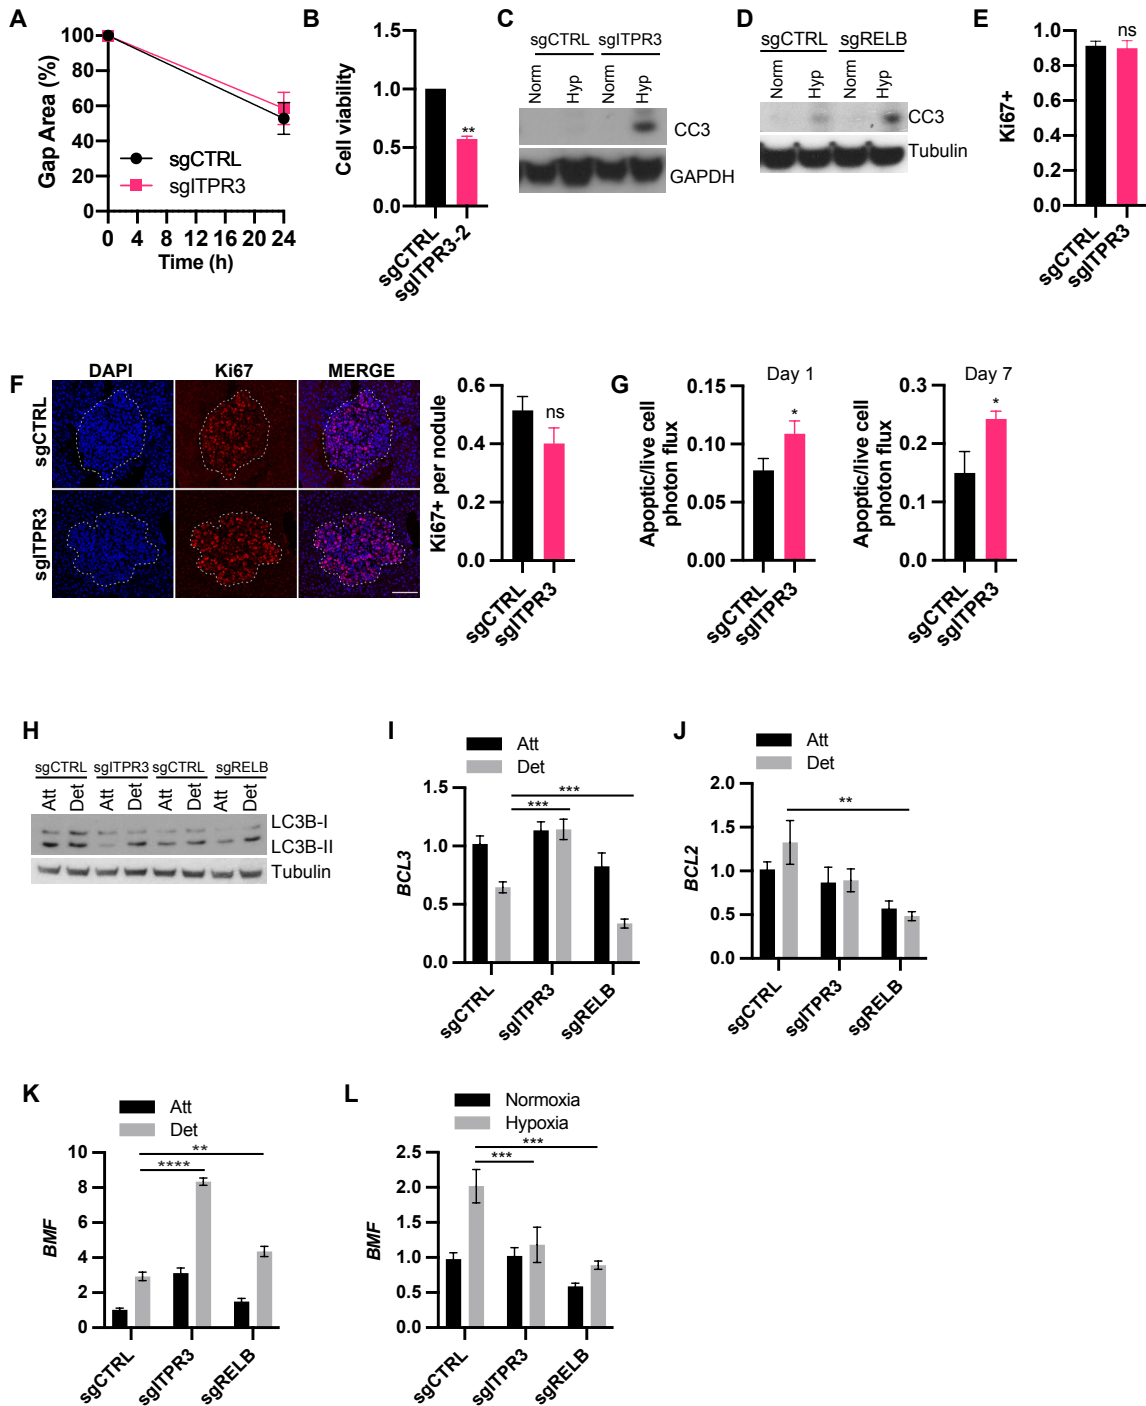 A
Gap Area (%)
100
80
60
40
20
0
sgCTRL
sgITPR3
0 4 8 12 16 20 24
Time (h)
B
Cell viability
1.5
1.0
0.5
0.0
**
sgCTRL
sgITPR3-2
C
sgCTRL sgITPR3
Norm Hyp Norm Hyp
CC3
GAPDH
D
sgCTRL sgRELB
Norm Hyp Norm Hyp
CC3
Tubulin
E
Ki67+
1.0
0.8
0.6
0.4
0.2
0.0
ns
sgCTRL
sgITPR3
F
DAPI Ki67 MERGE
sgCTRL
sgITPR3
Ki67+ per nodule
0.6
0.4
0.2
0.0
ns
sgCTRL
sgITPR3
G
Day 1
Apoptic/live cell
photon flux
0.15
0.10
0.05
0.00
*
sgCTRL
sgITPR3
Day 7
Apoptic/live cell
photon flux
0.3
0.2
0.1
0.0
*
sgCTRL
sgITPR3
H
sgCTRL sgITPR3 sgCTRL sgRELB
Att Det Att Det Att Det Att Det
LC3B-I
LC3B-II
Tubulin
I
Att
Det
BCL3
1.5
1.0
0.5
0.0
***
***
sgCTRL
sgITPR3
sgRELB
J
Att
Det
BCL2
2.0
1.5
1.0
0.5
0.0
**
sgCTRL
sgITPR3
sgRELB
K
Att
Det
BMF
10
8
6
4
2
0
**
****
sgCTRL
sgITPR3
sgRELB
L
Normoxia
Hypoxia
BMF
2.5
2.0
1.5
1.0
0.5
0.0
***
***
sgCTRL
sgITPR3
sgRELB